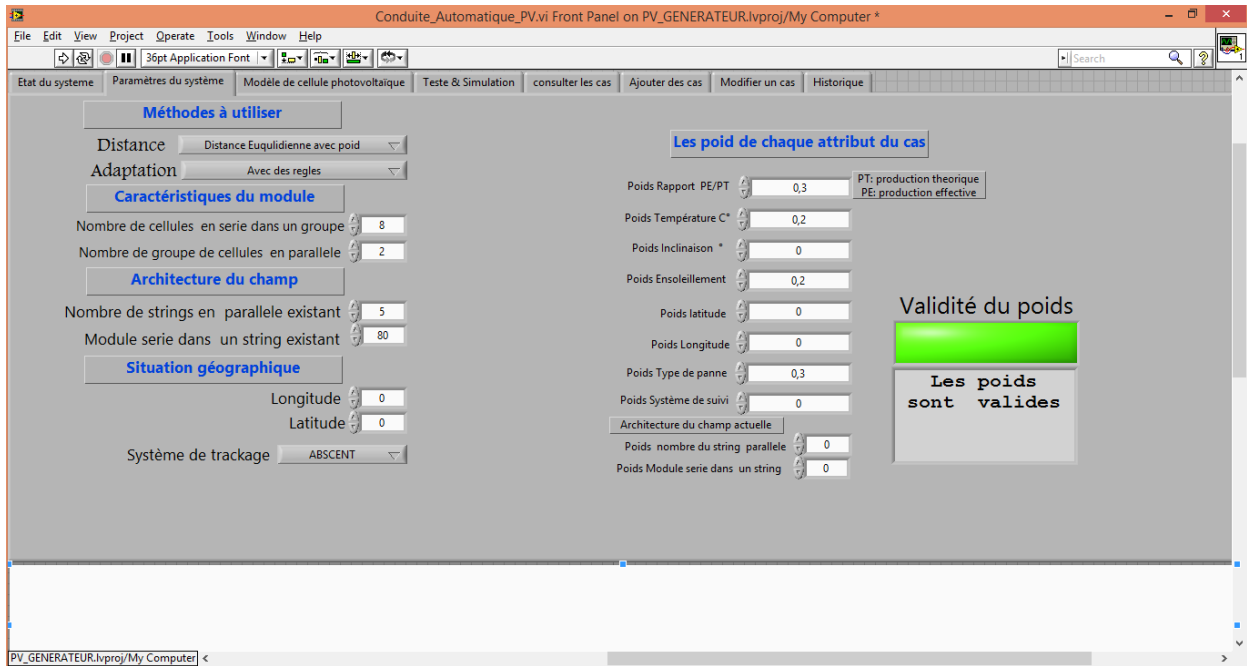 Conduite_Automatique_PV.vi Front Panel on PV_GENERATEUR.lvproj/My Computer *
File Edit View Project Operate Tools Window Help
36pt Application Font
Search
Etat du systeme Paramètres du système Modèle de cellule photovoltaïque Teste & Simulation consulter les cas Ajouter des cas Modifier un cas Historique
Méthodes à utiliser
Distance Distance Euqulidienne avec poid
Adaptation Avec des regles
Caractéristiques du module
Nombre de cellules en serie dans un groupe 8
Nombre de groupe de cellules en parallele 2
Architecture du champ
Nombre de strings en parallele existant 5
Module serie dans un string existant 80
Situation géographique
Longitude 0
Latitude 0
Système de trackage ABSCENT
Les poid de chaque attribut du cas
Poids Rapport PE/PT 0,3
PT: production theorique
PE: production effective
Poids Température C° 0,2
Poids Inclinaison ° 0
Poids Ensoleillement 0,2
Poids latitude 0
Poids Longitude 0
Poids Type de panne 0,3
Poids Système de suivi 0
Architecture du champ actuelle
Poids nombre du string parallele 0
Poids Module serie dans un string 0
Validité du poids
Les poids
sont valides
PV_GENERATEUR.lvproj/My Computer